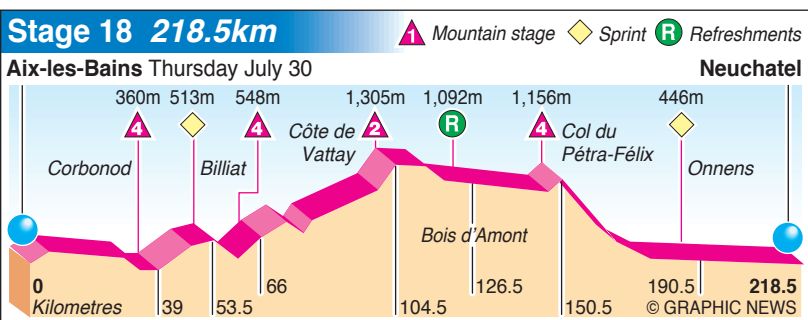 Stage 18 218.5km
1 Mountain stage Sprint R Refreshments
Aix-les-Bains Thursday July 30
Neuchatel
360m 513m 548m 1,305m 1,092m 1,156m 446m
4 4 2 R 4
Corbonod
Billiat
Côte de
Vattay
Col du
Pétra-Félix
Onnens
Bois d'Amont
0 66 126.5 190.5 218.5
Kilometres 39 53.5 104.5 150.5 © GRAPHIC NEWS